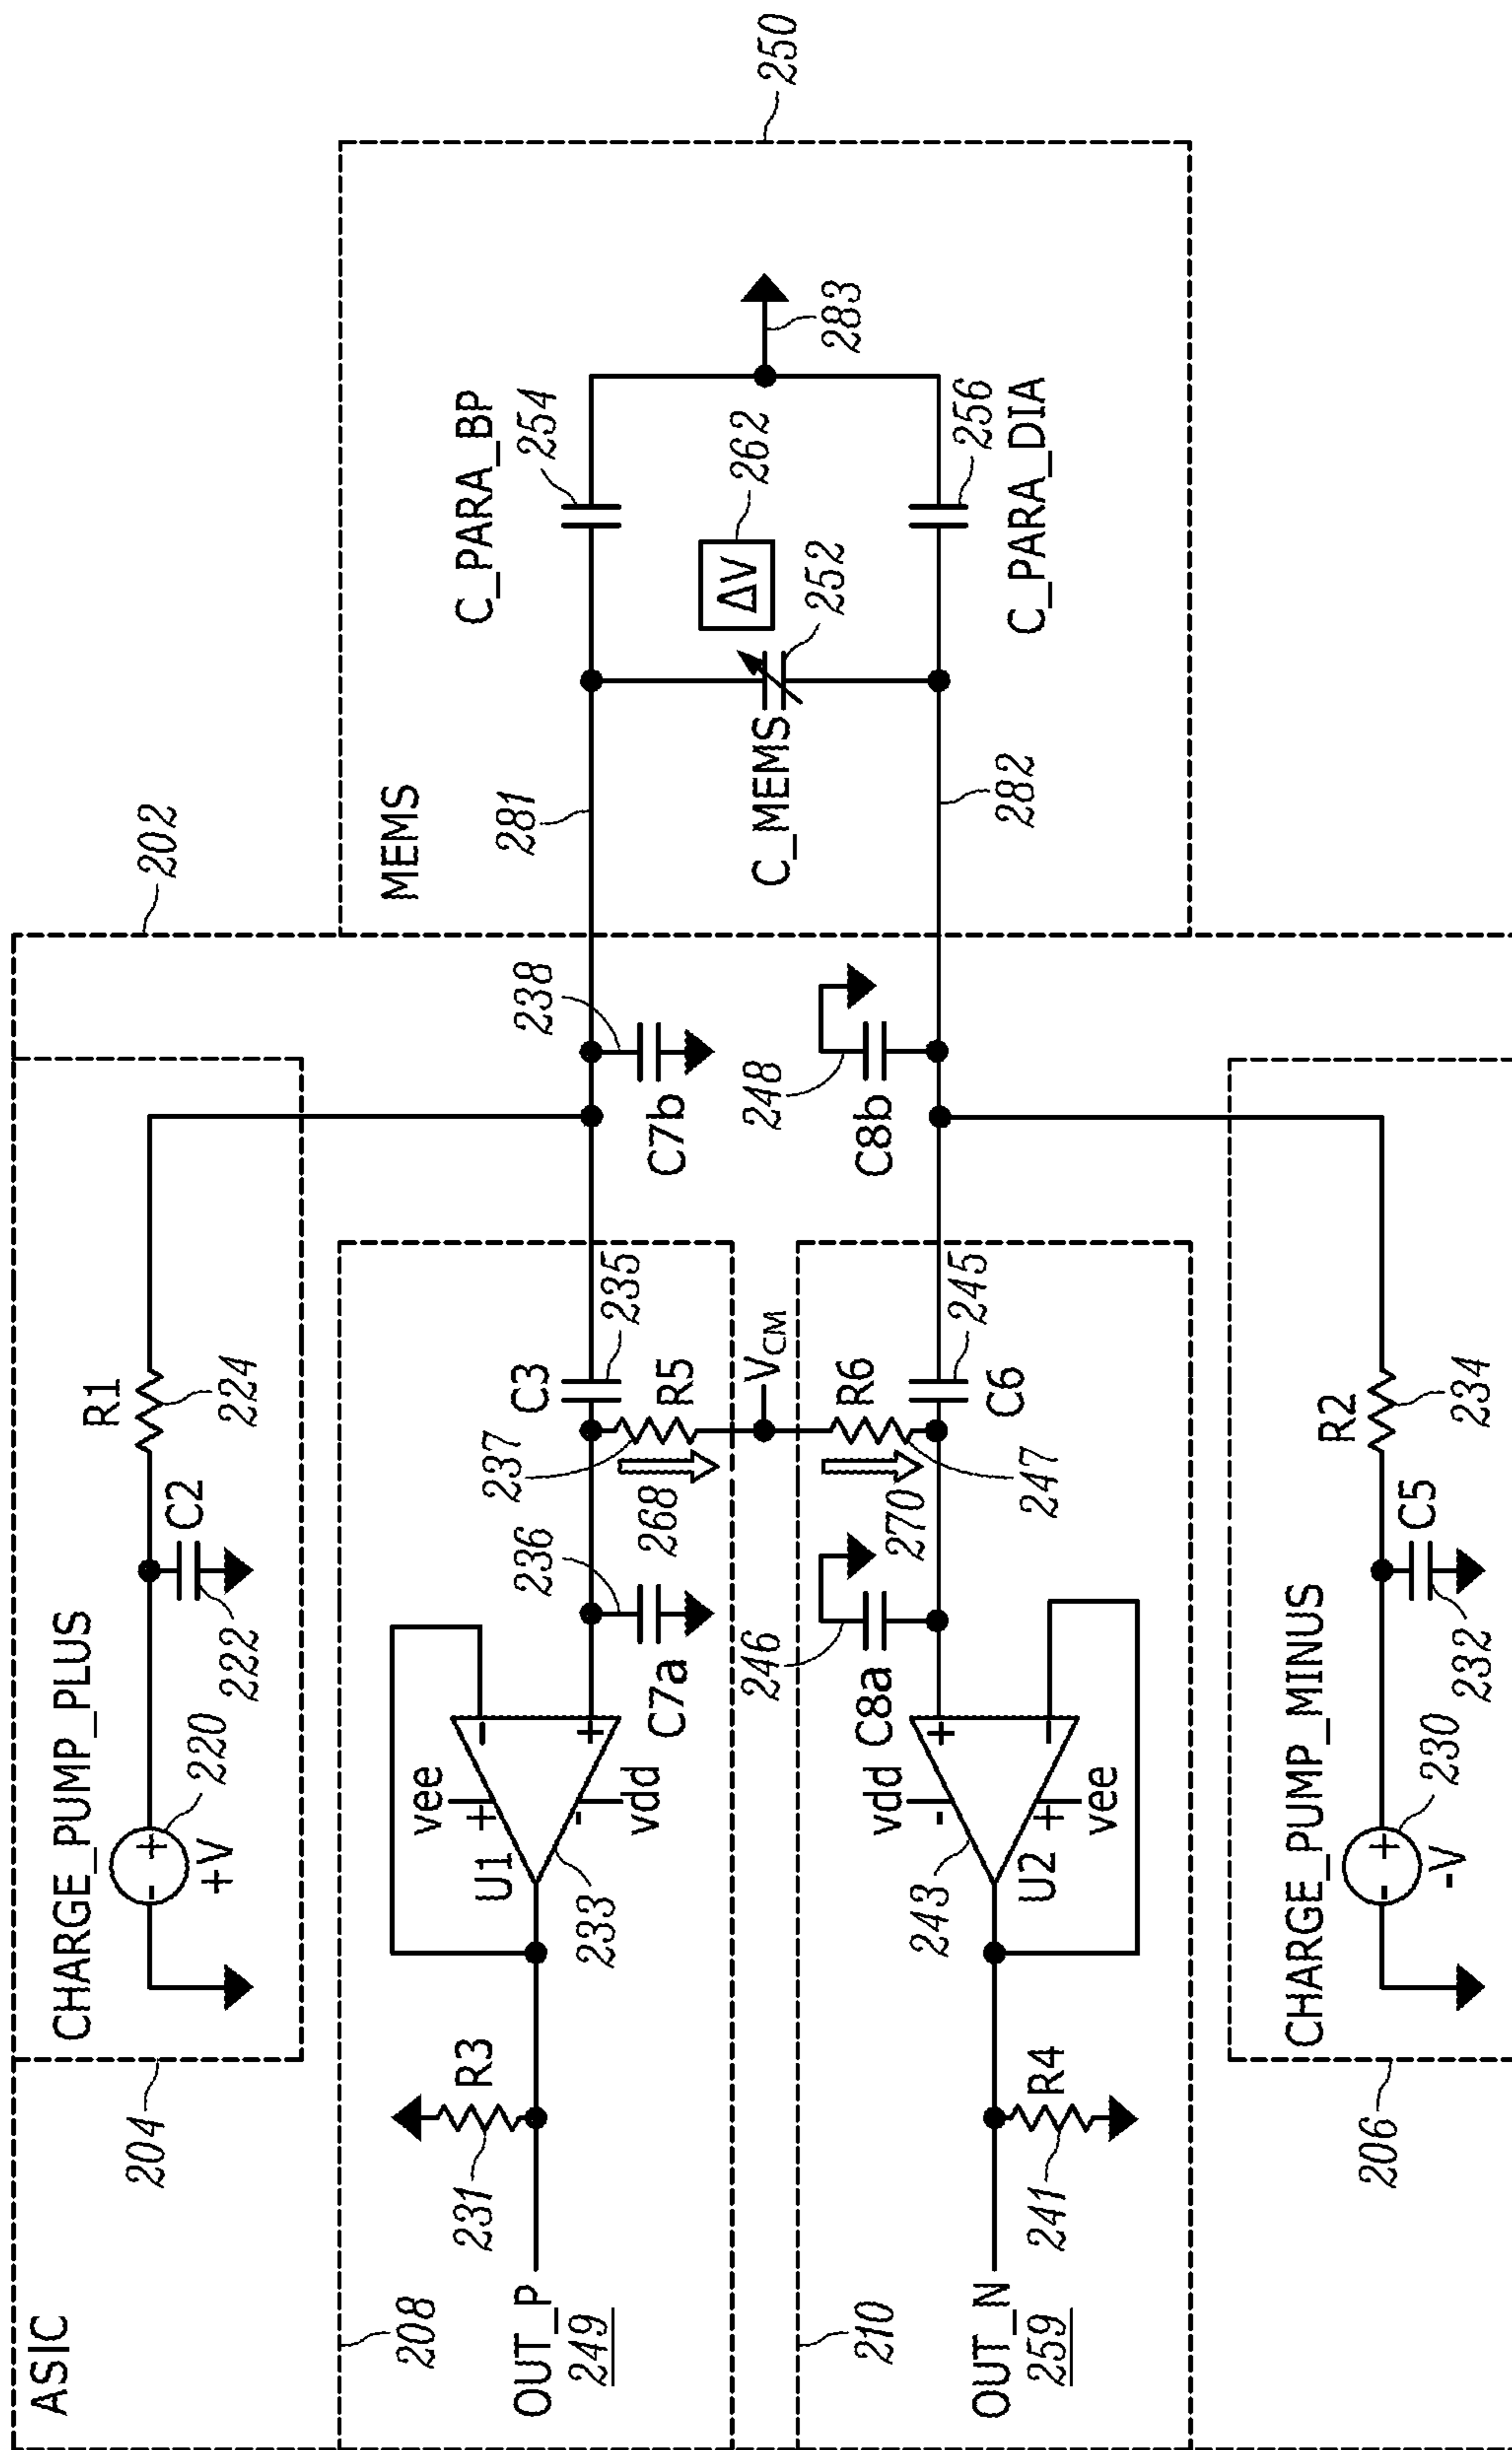 ASIC
202
204
CHARGE_PUMP_PLUS
220
+
-
+V
C2
222
R1
224
208
OUT_P
249
R3
231
U1
233
vee
+
-
vdd
-
+
C7a
236
C3
235
R5
237
268
C7b
238
V_CM
210
OUT_N
259
R4
241
U2
243
vdd
-
+
vee
+
-
C8a
246
R6
247
270
C6
245
C8b
248
206
CHARGE_PUMP_MINUS
230
+
-
-V
C5
232
R2
234
MEMS
250
281
282
C_MEMS
252
ΔV
262
C_PARA_BP
254
256
C_PARA_DIA
283